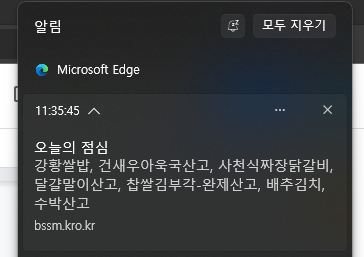 알림
모두 지우기
Microsoft Edge
11:35:45
오늘의 점심
강황쌀밥, 건새우아욱국산고, 사천식짜장닭갈비,
달걀말이산고, 찹쌀김부각-완제산고, 배추김치,
수박산고
bssm.kro.kr